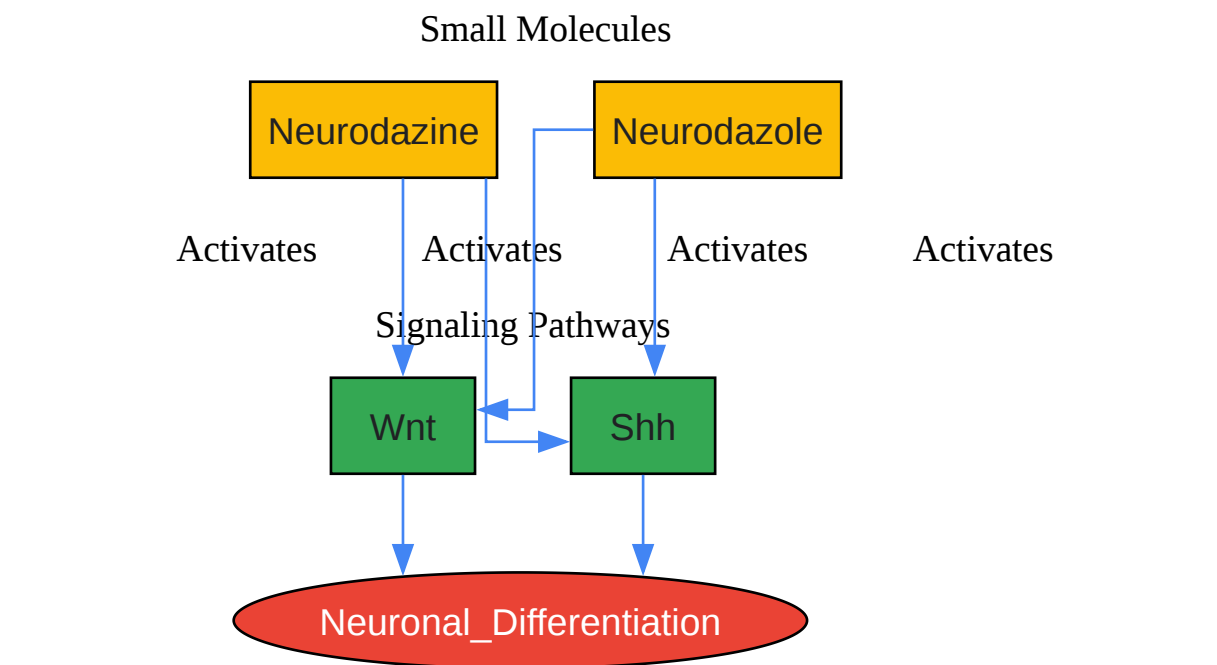 Small Molecules
Neurodazine
Neurodazole
Activates
Activates
Activates
Activates
Signaling Pathways
Wnt
Shh
Neuronal_Differentiation